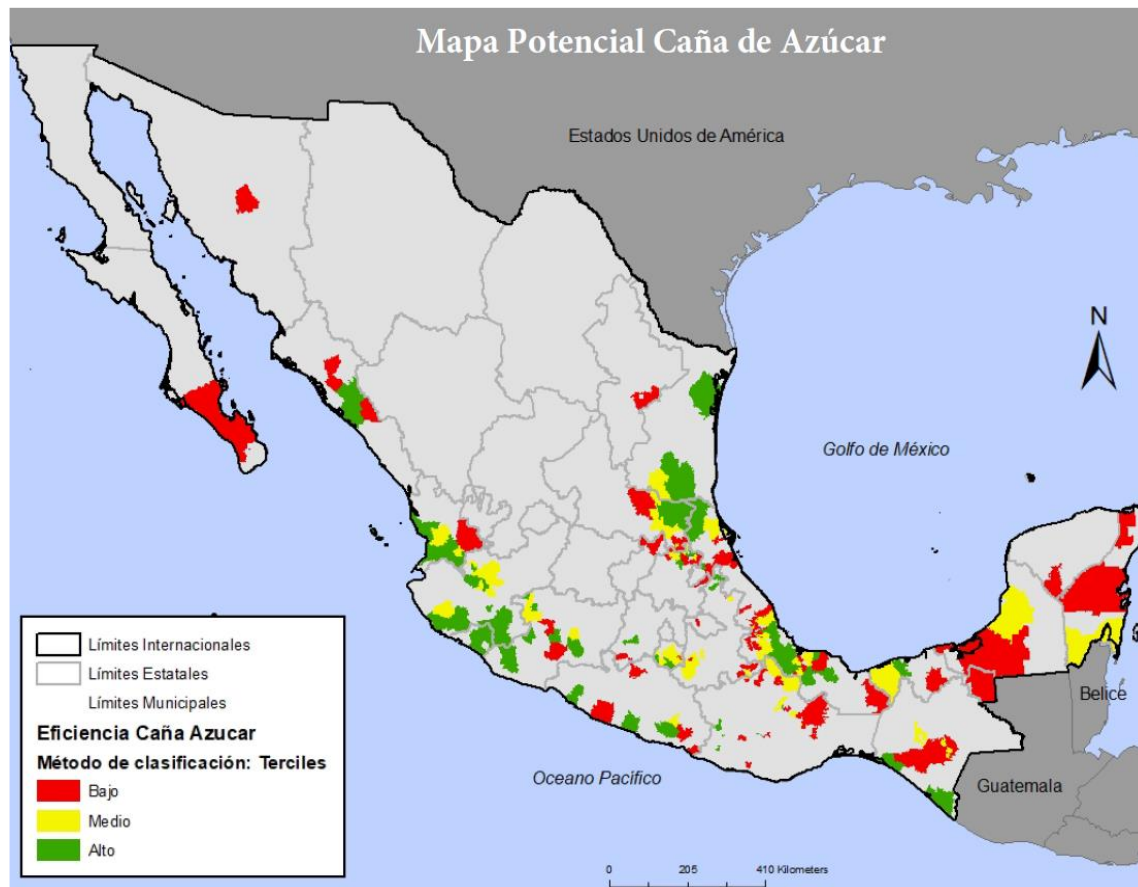 Mapa Potencial Caña de Azúcar
Estados Unidos de América
N
Golfo de México
Límites Internacionales
Límites Estatales
Límites Municipales
Eficiencia Caña Azucar
Método de clasificación: Terciles
Bajo
Medio
Alto
Belice
Guatemala
Oceano Pacífico
0 205 410 Kilometers